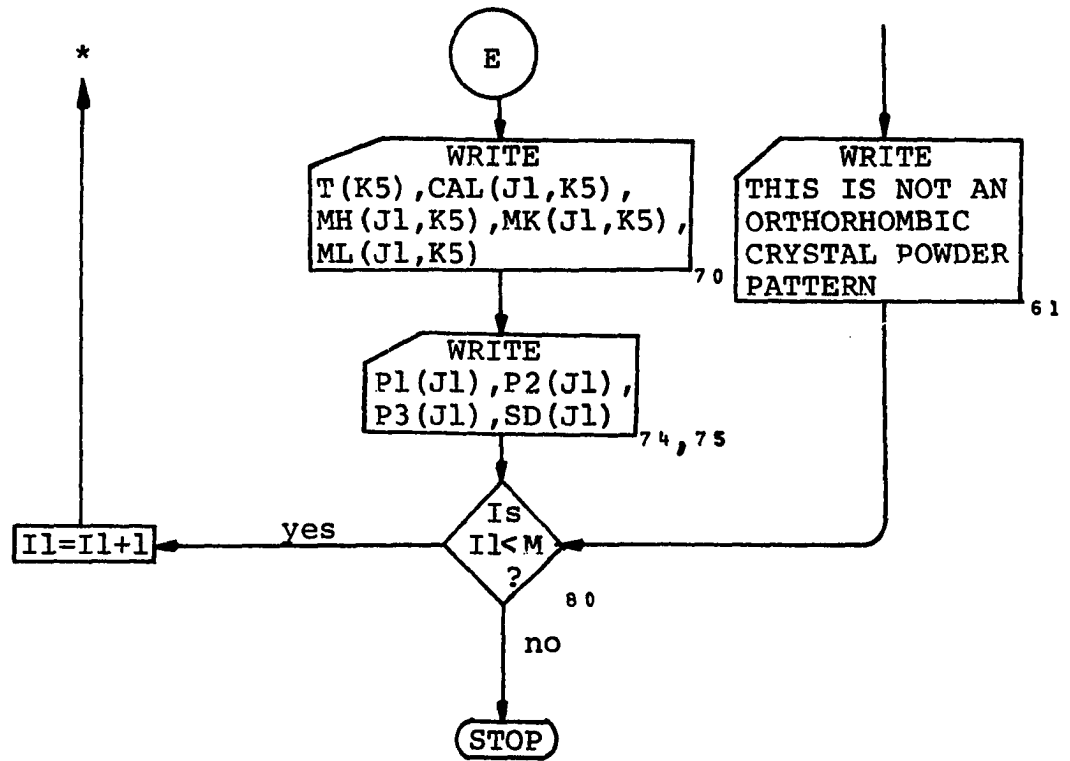 *
E
WRITE
T(K5),CAL(J1,K5),
MH(J1,K5),MK(J1,K5),
ML(J1,K5)
70
WRITE
THIS IS NOT AN
ORTHORHOMBIC
CRYSTAL POWDER
PATTERN
61
WRITE
P1(J1),P2(J1),
P3(J1),SD(J1)
74,75
Is
I1<M
?
80
yes
I1=I1+1
no
STOP